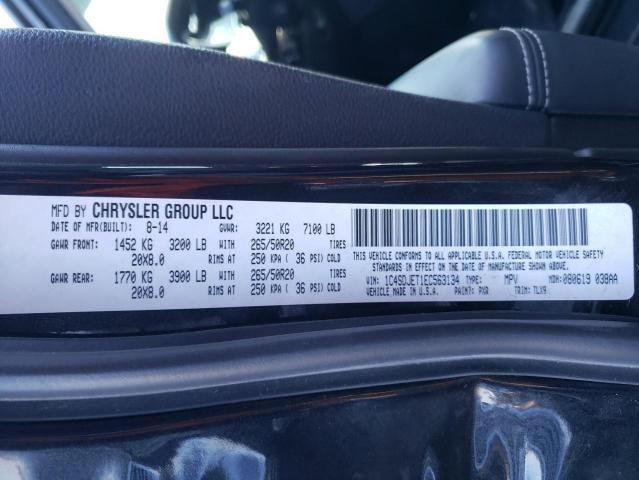 MFD BY CHRYSLER GROUP LLC
DATE OF MFR(BUILT): 8-14 GVWR: 3221 KG 7100 LB
GAWR FRONT: 1452 KG 3200 LB WITH 265/50R20 TIRES
20X8.0 RIMS AT 250 KPA ( 36 PSI) COLD
GAWR REAR: 1770 KG 3900 LB WITH 265/50R20 TIRES
20X8.0 RIMS AT 250 KPA ( 36 PSI) COLD
THIS VEHICLE CONFORMS TO ALL APPLICABLE U.S.A. FEDERAL MOTOR VEHICLE SAFETY
STANDARDS IN EFFECT ON THE DATE OF MANUFACTURE SHOWN ABOVE.
VIN: 1C4SDJET1EC563134 TYPE: MPV MDH: 080619 038AA
VEHICLE MADE IN U.S.A. PAINT: PXR TRIM: TLX9